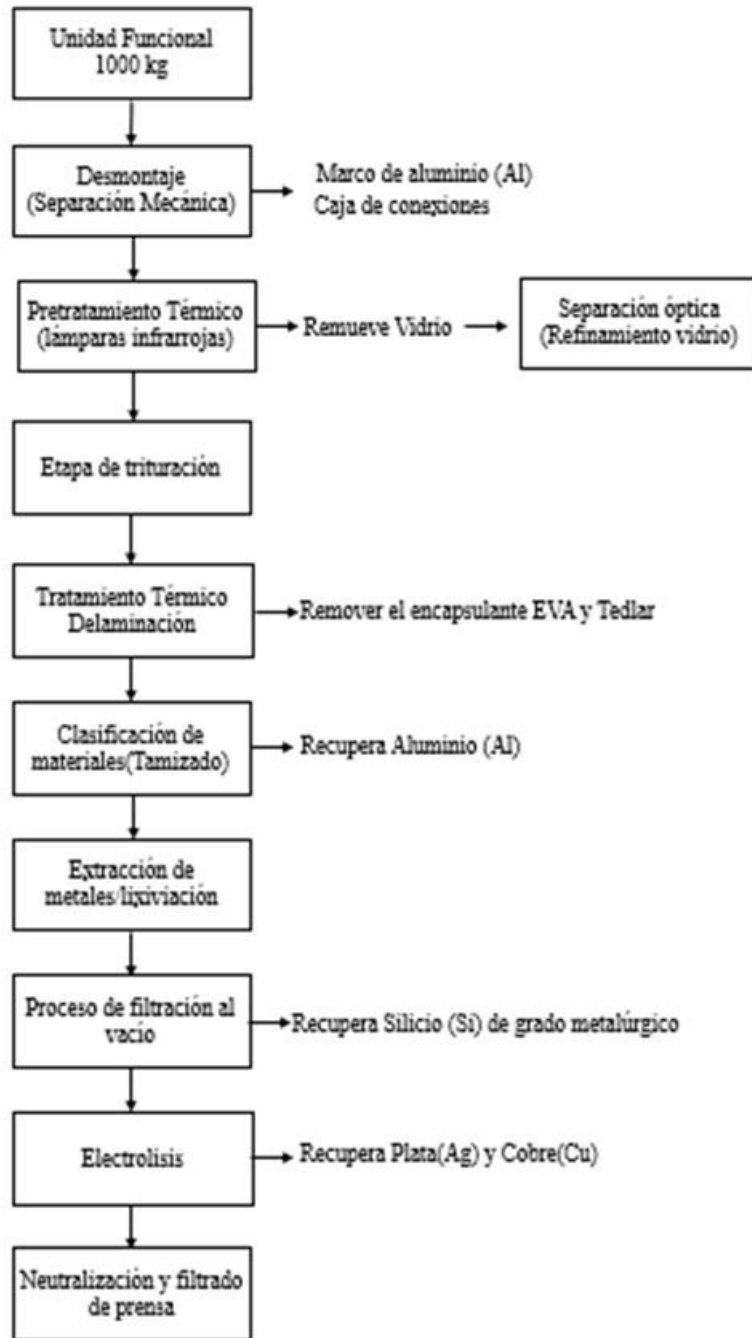 Unidad Funcional
1000 kg
Desmontaje
(Separación Mecánica)
Marco de aluminio (Al)
Caja de conexiones
Pretratamiento Térmico
(lámparas infrarrojas)
Remueve Vidrio
Separación óptica
(Refinamiento vidrio)
Etapa de trituración
Tratamiento Térmico
Delaminación
Remover el encapsulante EVA y Tedlar
Clasificación de
materiales(Tamizado)
Recupera Aluminio (Al)
Extracción de
metales/lixiviación
Proceso de filtración al
vacío
Recupera Silicio (Si) de grado metalúrgico
Electrolisis
Recupera Plata(Ag) y Cobre(Cu)
Neutralización y filtrado
de prensa